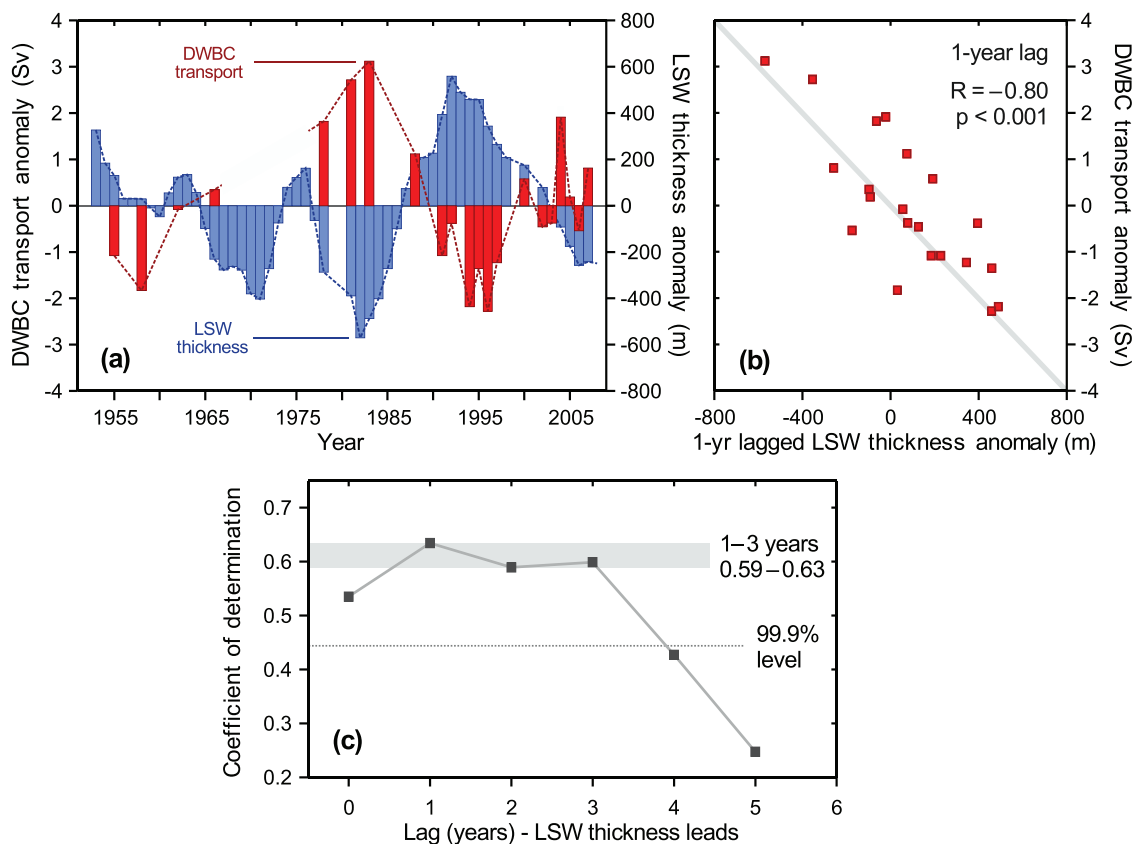 4
3
2
1
0
-1
-2
-3
-4
DWBC transport anomaly (Sv)
DWBC
transport
LSW
thickness
(a)
1955
1965
1975
1985
1995
2005
Year
800
600
400
200
0
-200
-400
-600
-800
LSW thickness anomaly (m)
1-year lag
R = −0.80
p < 0.001
(b)
4
3
2
1
0
-1
-2
-3
-4
DWBC transport anomaly (Sv)
-800
-400
0
400
800
1-yr lagged LSW thickness anomaly (m)
Coefficient of determination
0.7
0.6
0.5
0.4
0.3
0.2
1–3 years
0.59–0.63
99.9%
level
(c)
0
1
2
3
4
5
6
Lag (years) - LSW thickness leads